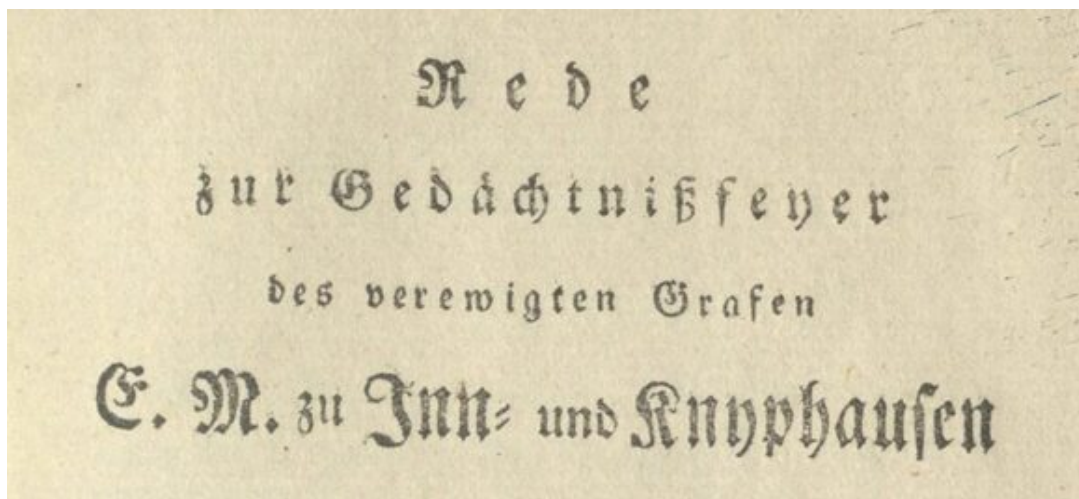 Rede
zur Gedächtnißfeyer
des verewigten Grafen
E. M. zu Inn- und Knyphauſen